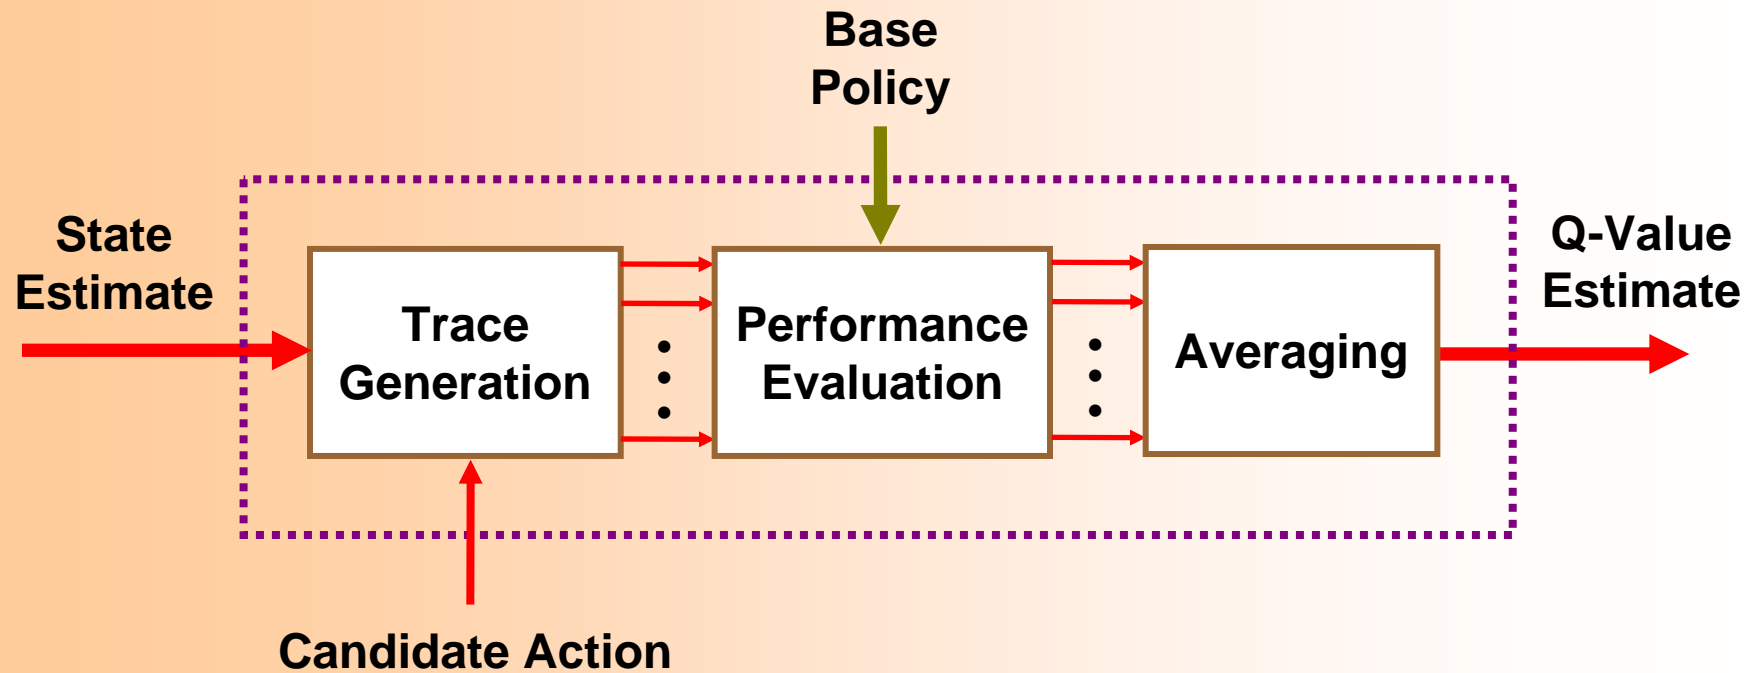 Base
Policy
State
Estimate
Trace
Generation
Performance
Evaluation
Averaging
Q-Value
Estimate
Candidate Action